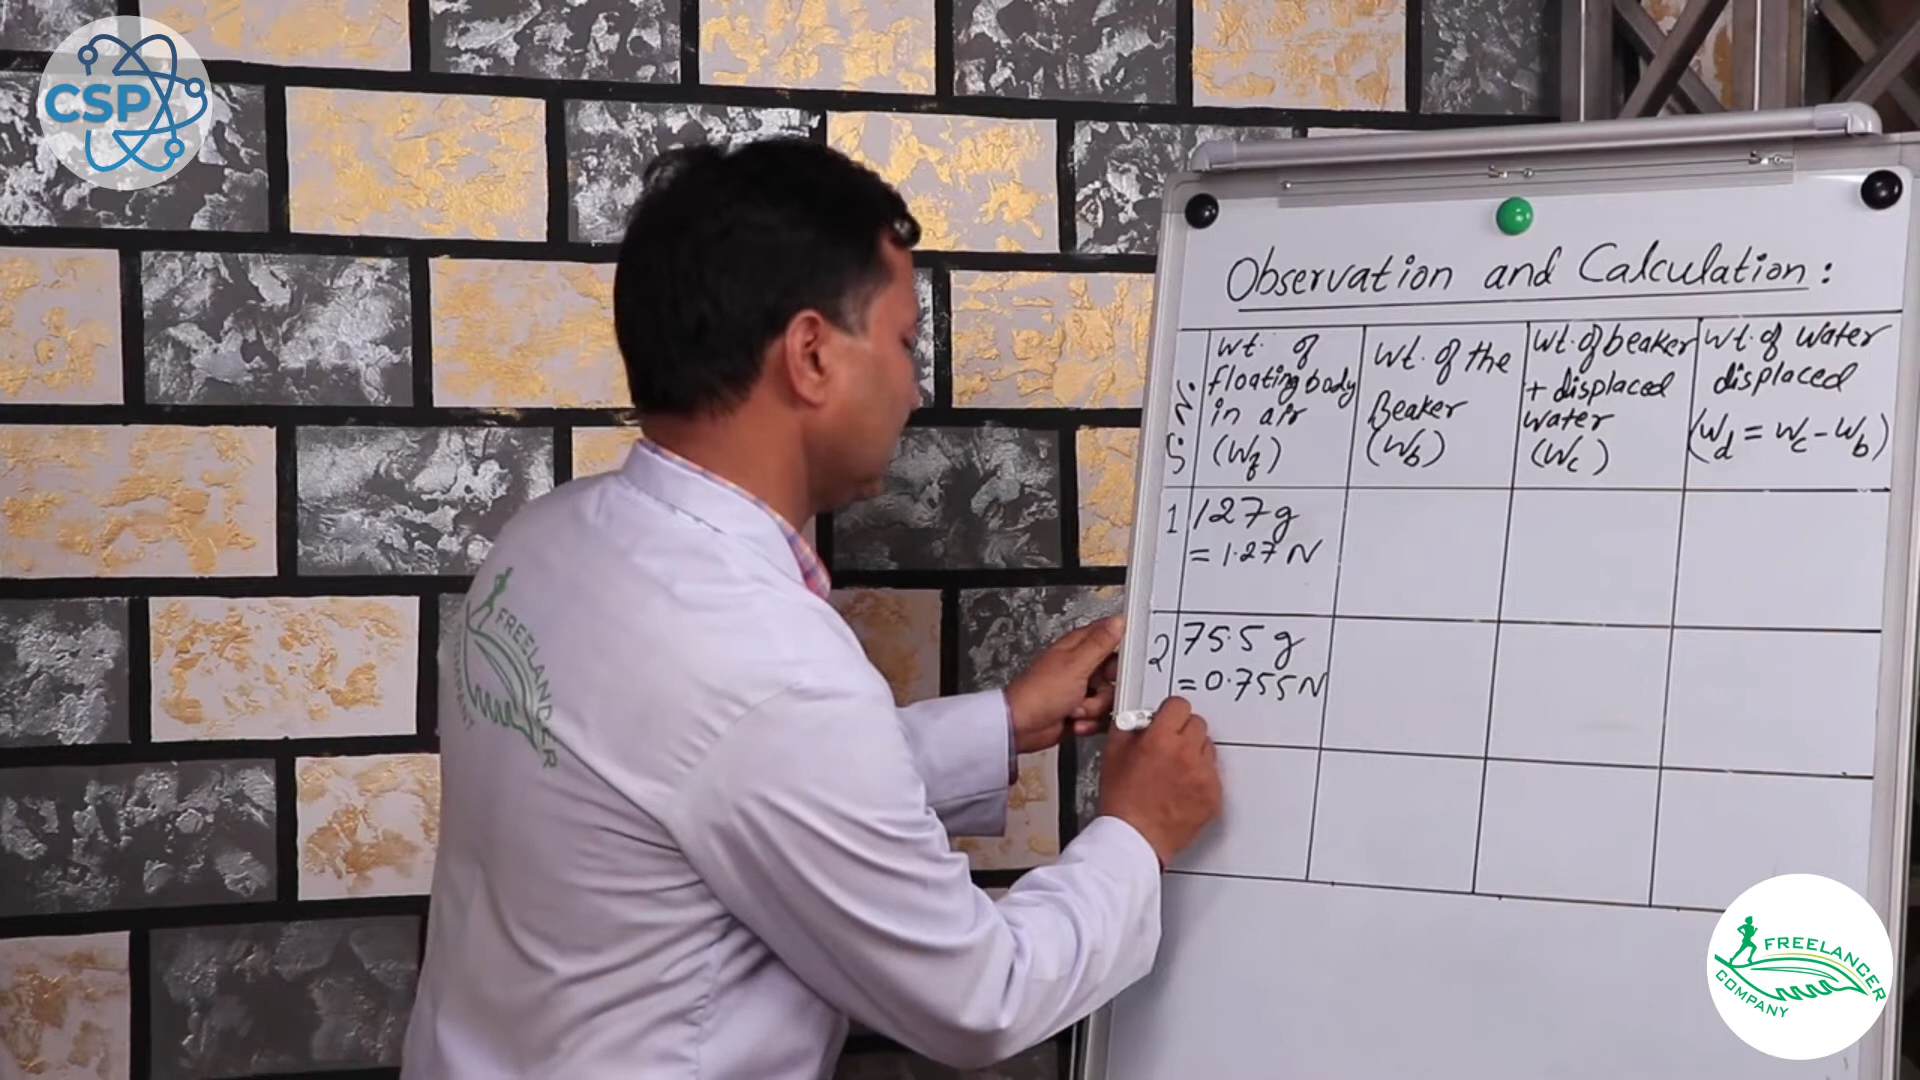 CSP
Observation and Calculation:
S.N.
wt. of
floating body
in air
(Wf)
Wt. of the
Beaker
(Wb)
Wt. of beaker
+ displaced
water
(Wc)
Wt. of water
displaced
(Wd = Wc - Wb)
1
127g
= 1.27 N
2
75.5 g
= 0.755 N
FREELANCER
COMPANY
FREELANCER
COMPANY